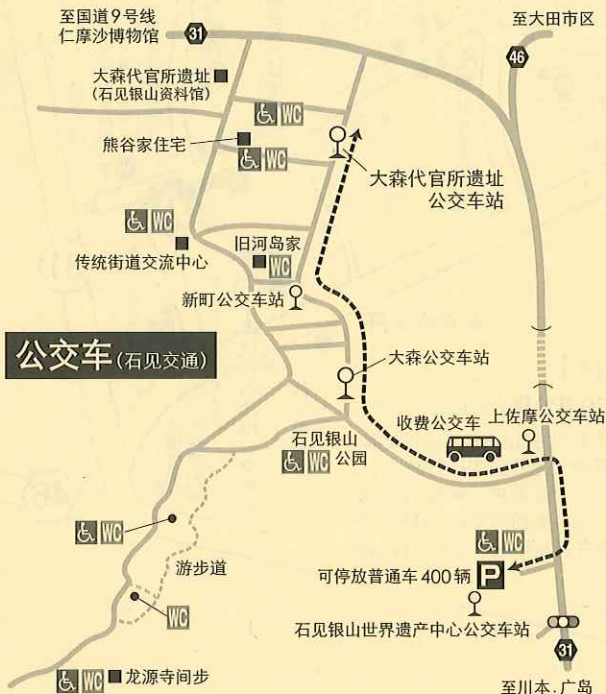 至国道9号线
仁摩沙博物馆
31
至大田市区
46
大森代官所遗址
(石见银山资料馆)
WC
熊谷家住宅
WC
大森代官所遗址
公交车站
WC
传统街道交流中心
旧河岛家
WC
新町公交车站
公交车(石见交通)
大森公交车站
收费公交车
上佐摩公交车站
石见银山
公园
WC
WC
WC
游步道
可停放普通车400辆
P
WC
石见银山世界遗产中心公交车站
31
WC
龙源寺间步
至川本.广岛